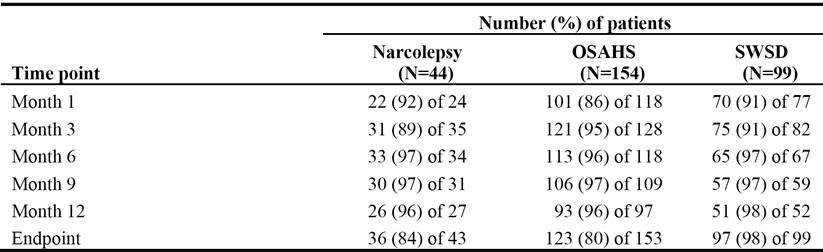 Number (%) of patients
Narcolepsy OSAHS SWSD
Time point (N=44) (N=154) (N=99)
Month 1 22 (92) of 24 101 (86) of 118 70 (91) of 77
Month 3 31 (89) of 35 121 (95) of 128 75 (91) of 82
Month 6 33 (97) of 34 113 (96) of 118 65 (97) of 67
Month 9 30 (97) of 31 106 (97) of 109 57 (97) of 59
Month 12 26 (96) of 27 93 (96) of 97 51 (98) of 52
Endpoint 36 (84) of 43 123 (80) of 153 97 (98) of 99